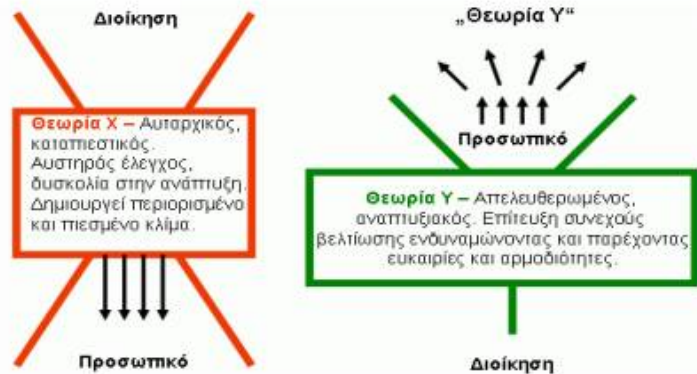 Διοίκηση
Θεωρία Χ – Αυταρχικός,
καταπιεστικός.
Αυστηρός έλεγχος,
δυσκολία στην ανάπτυξη.
Δημιουργεί περιορισμένο
και πιεσμένο κλίμα.
Προσωπικό
„Θεωρία Υ“
Προσωπικό
Θεωρία Υ – Απελευθερωμένος,
αναπτυξιακός. Επίτευξη συνεχούς
βελτίωσης ενδυναμώνοντας και παρέχοντας
ευκαιρίες και αρμοδιότητες.
Διοίκηση